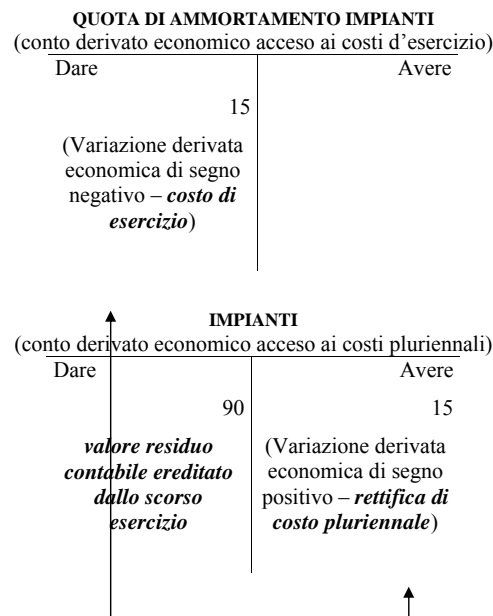 QUOTA DI AMMORTAMENTO IMPIANTI
(conto derivato economico acceso ai costi d’esercizio)
Dare Avere
15
(Variazione derivata
economica di segno
negativo – costo di
esercizio)
IMPIANTI
(conto derivato economico acceso ai costi pluriennali)
Dare Avere
90 15
valore residuo
contabile ereditato
dallo scorso
esercizio
(Variazione derivata
economica di segno
positivo – rettifica di
costo pluriennale)